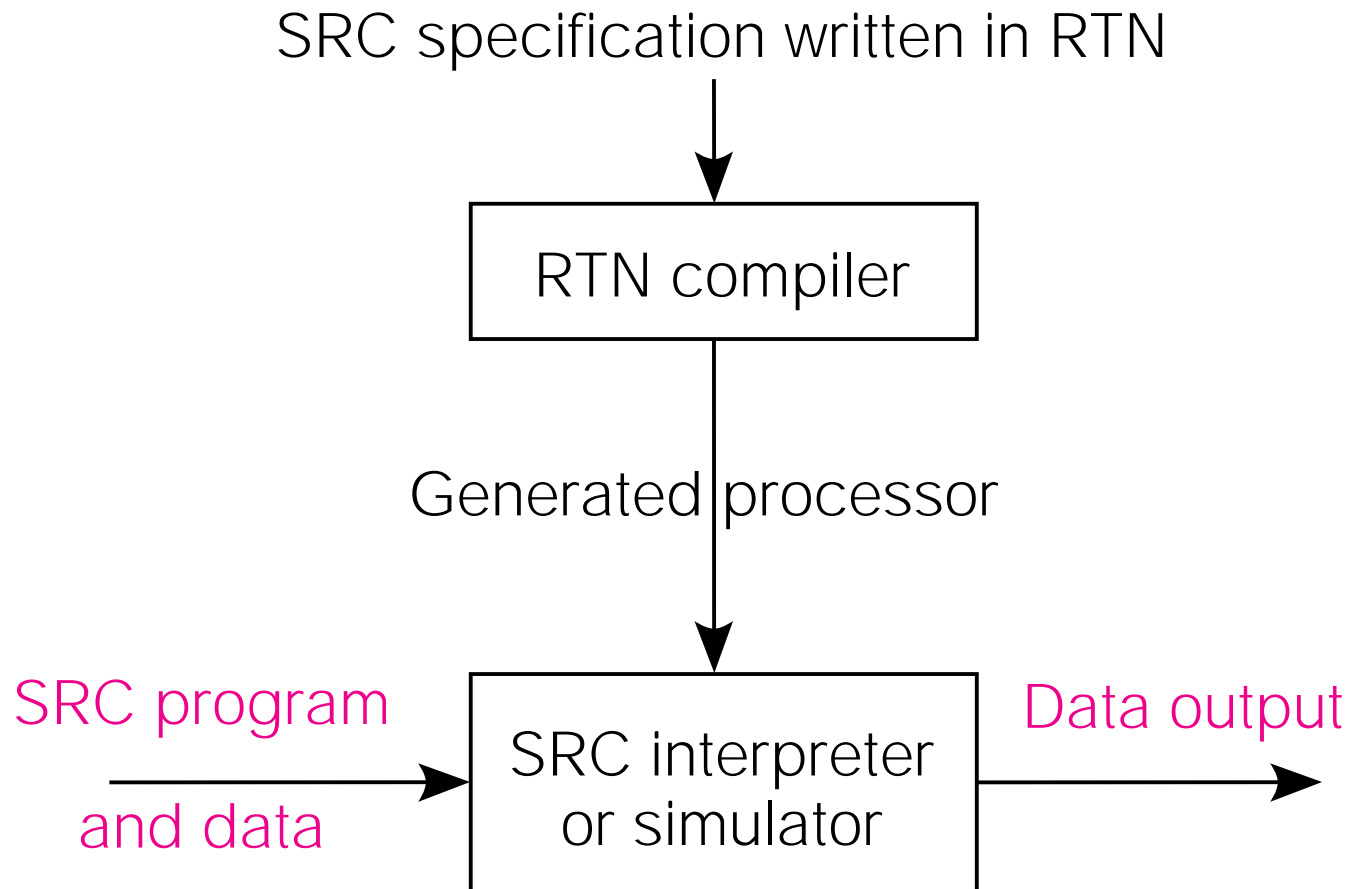 SRC specification written in RTN
RTN compiler
Generated processor
SRC program
and data
SRC interpreter
or simulator
Data output